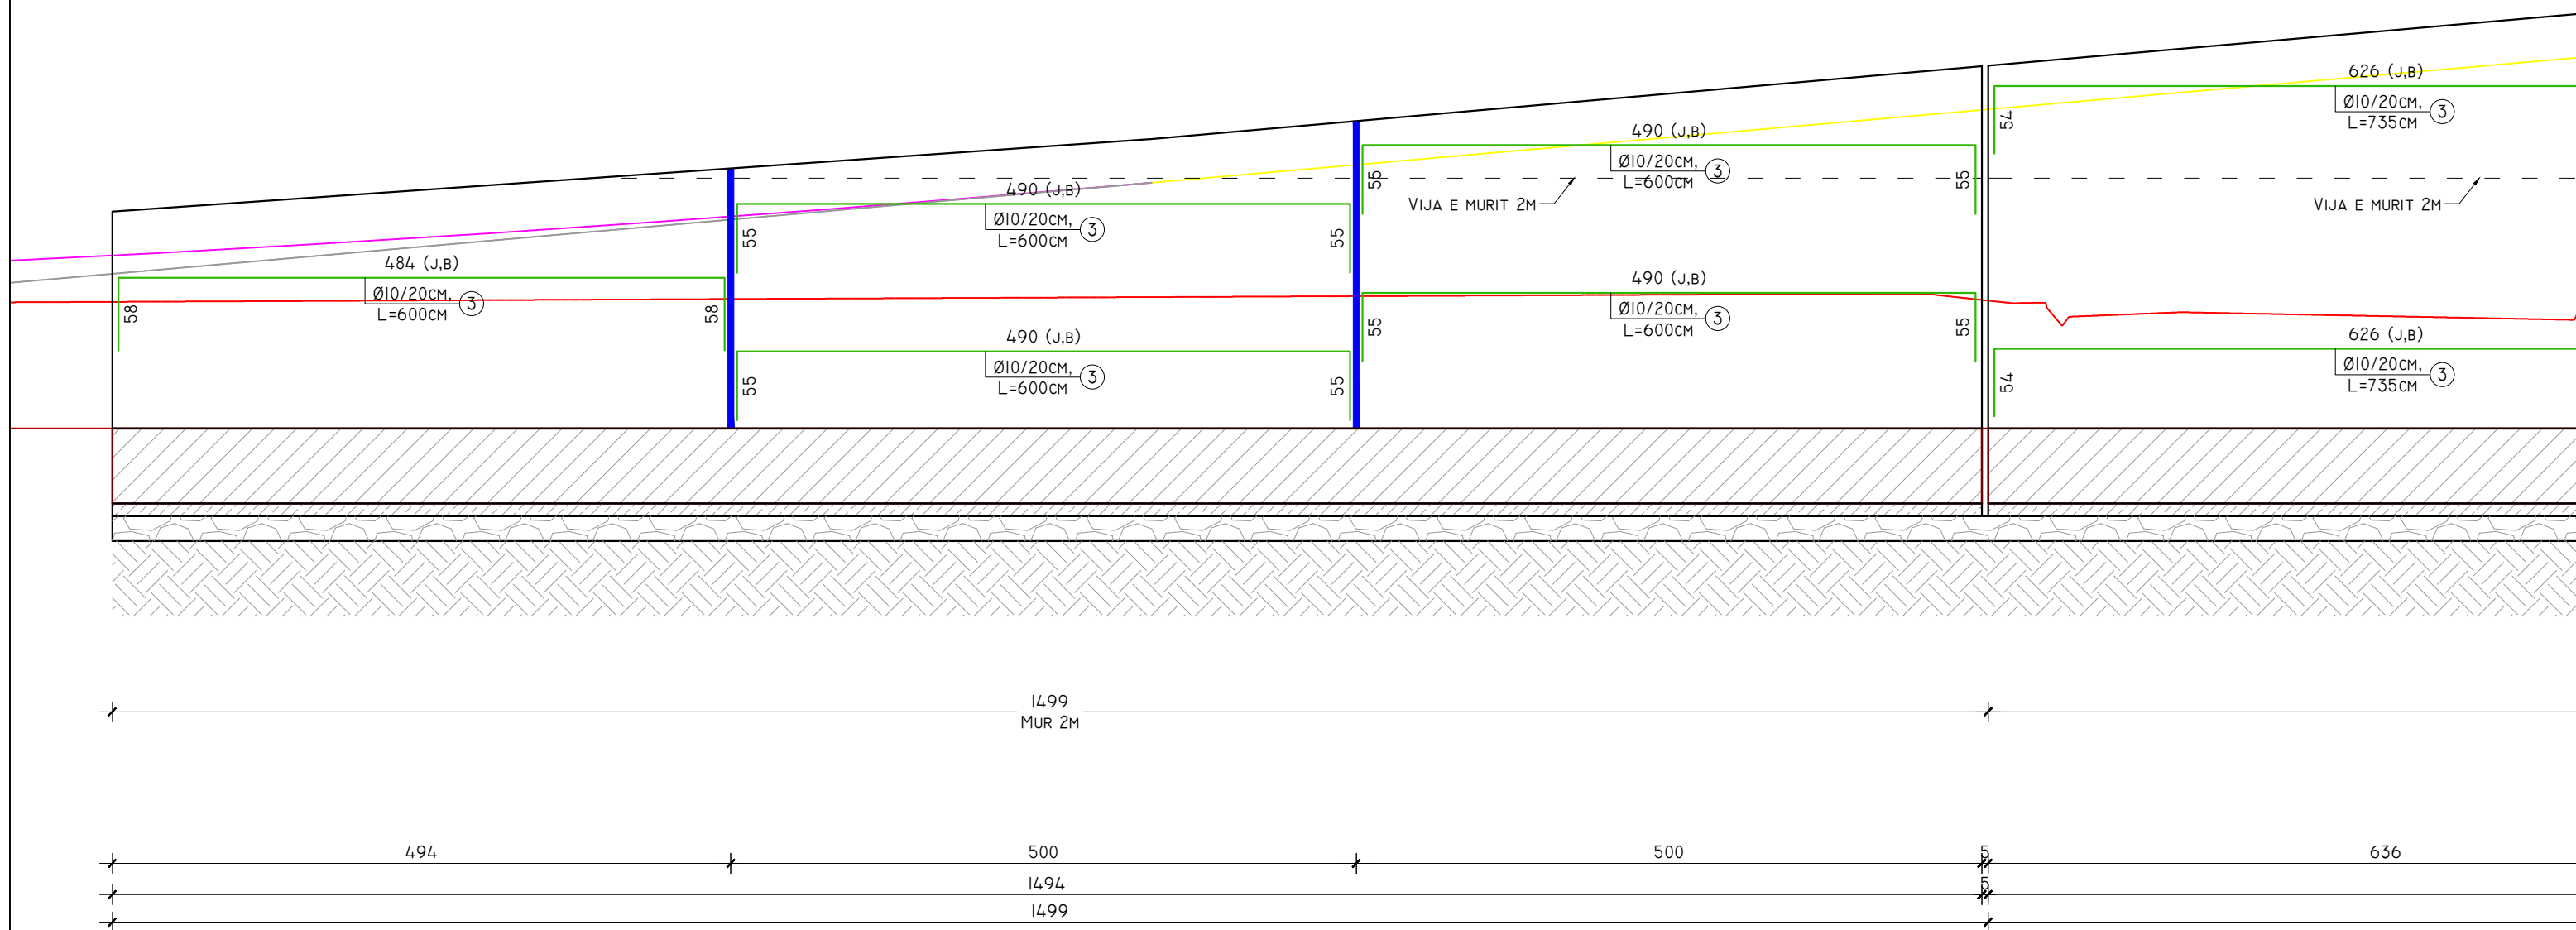 626 (J,B)
Ø10/20CM,
3
L=735CM
54
490 (J,B)
Ø10/20CM,
3
L=600CM
55
55
VIJA E MURIT 2M
VIJA E MURIT 2M
490 (J,B)
Ø10/20CM,
3
L=600CM
55
55
484 (J,B)
Ø10/20CM,
3
L=600CM
58
58
490 (J,B)
Ø10/20CM,
3
L=600CM
55
55
490 (J,B)
Ø10/20CM,
3
L=600CM
55
55
626 (J,B)
Ø10/20CM,
3
L=735CM
54
1499
MUR 2M
494
500
500
5
636
1494
5
1499